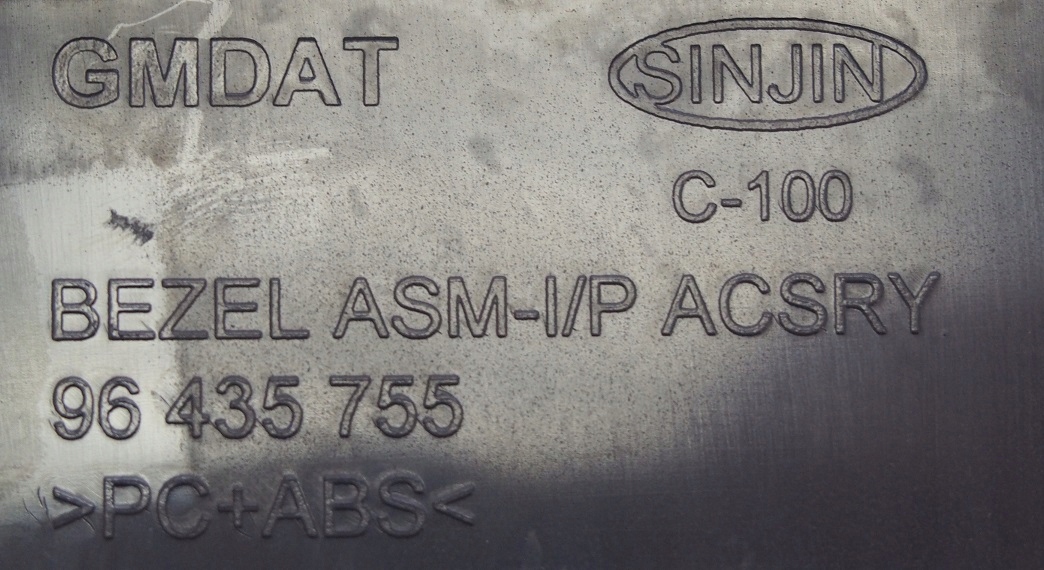 GMDAT
SINJIN
C-100
BEZEL ASM-I/P ACSRY
96 435 755
>PC+ABS<